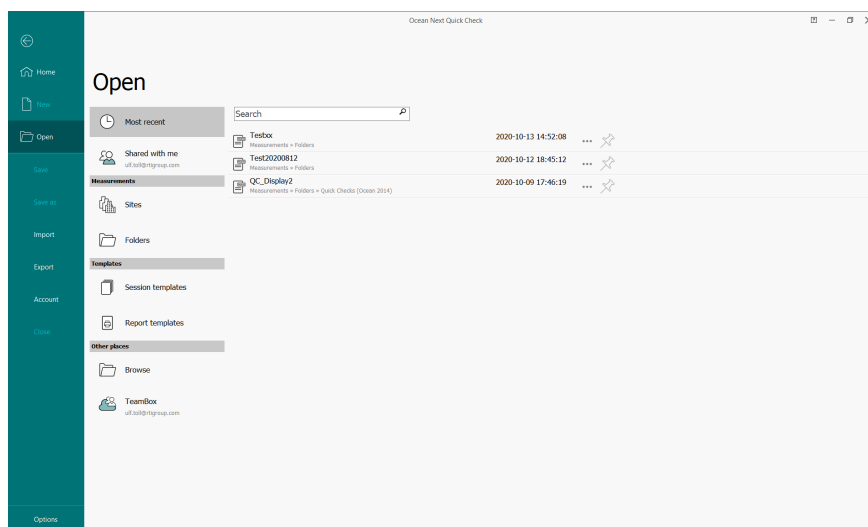 Ocean Next Quick Check
Home
New
Open
Save
Save as
Import
Export
Account
Close
Options
Open
Most recent
Shared with me
ulf.toll@rtigroup.com
Measurements
Sites
Folders
Templates
Session templates
Report templates
Other places
Browse
TeamBox
ulf.toll@rtigroup.com
Search
Testxx 2020-10-13 14:52:08
Measurements » Folders
Test20200812 2020-10-12 18:45:12
Measurements » Folders
QC_Display2 2020-10-09 17:46:19
Measurements » Folders » Quick Checks (Ocean 2014)